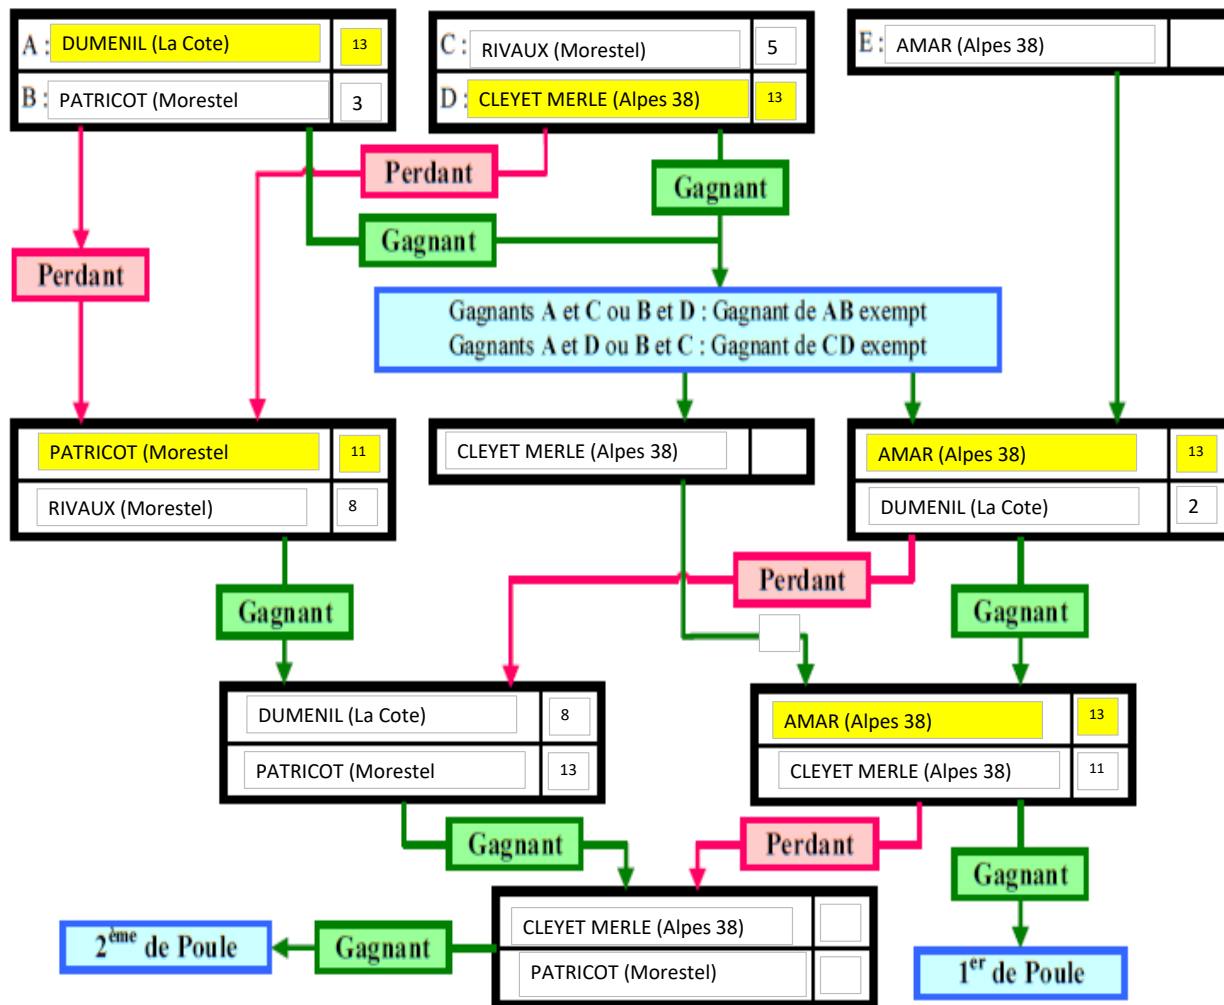 A : DUMENIL (La Cote) 13
B : PATRICOT (Morestel 3
C : RIVAUX (Morestel) 5
D : CLEYET MERLE (Alpes 38) 13
E : AMAR (Alpes 38)
Perdant
Gagnant
Gagnant
Perdant
Gagnants A et C ou B et D : Gagnant de AB exempt
Gagnants A et D ou B et C : Gagnant de CD exempt
PATRICOT (Morestel 11
RIVAUX (Morestel) 8
CLEYET MERLE (Alpes 38)
AMAR (Alpes 38) 13
DUMENIL (La Cote) 2
Perdant
Gagnant
Gagnant
DUMENIL (La Cote) 8
PATRICOT (Morestel 13
AMAR (Alpes 38) 13
CLEYET MERLE (Alpes 38) 11
Gagnant
Perdant
Gagnant
CLEYET MERLE (Alpes 38)
PATRICOT (Morestel)
2ème de Poule
Gagnant
1er de Poule